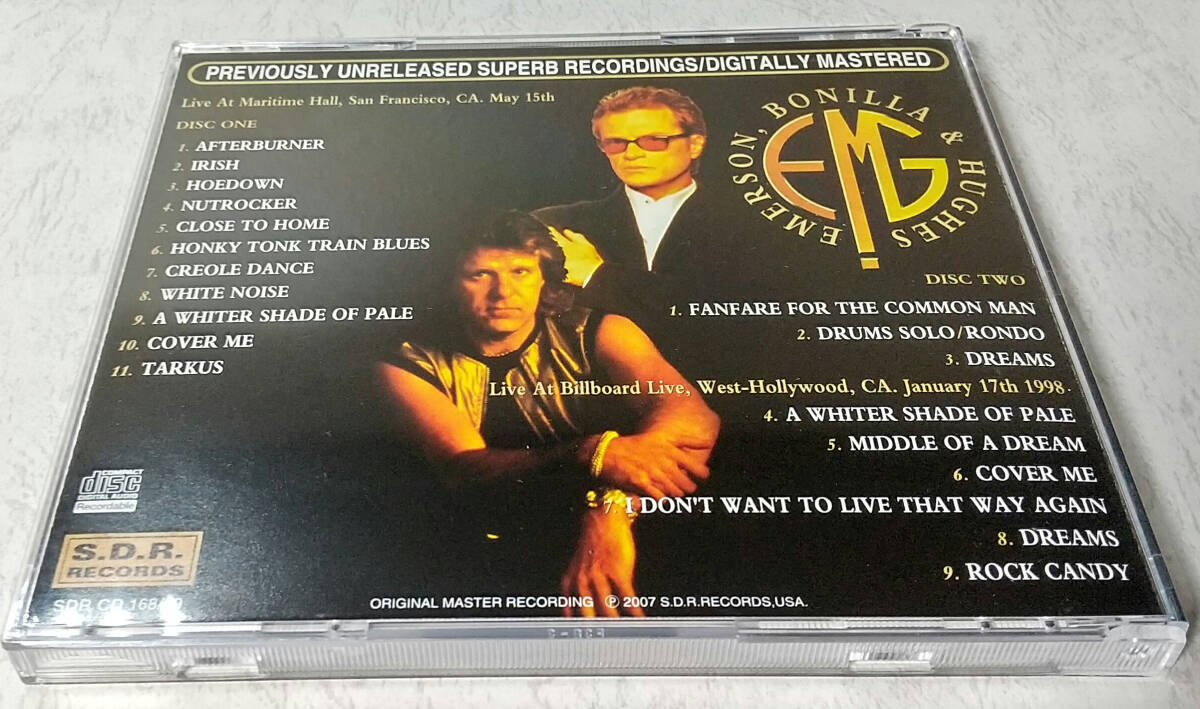 PREVIOUSLY UNRELEASED SUPERB RECORDINGS/DIGITALLY MASTERED
Live At Maritime Hall, San Francisco, CA. May 15th
DISC ONE
1. AFTERBURNER
2. IRISH
3. HOEDOWN
4. NUTROCKER
5. CLOSE TO HOME
6. HONKY TONK TRAIN BLUES
7. CREOLE DANCE
8. WHITE NOISE
9. A WHITER SHADE OF PALE
10. COVER ME
11. TARKUS
EMERSON, BONILLA & HUGHES
EMG
DISC TWO
1. FANFARE FOR THE COMMON MAN
2. DRUMS SOLO/RONDO
3. DREAMS
Live At Billboard Live, West-Hollywood, CA. January 17th 1998.
4. A WHITER SHADE OF PALE
5. MIDDLE OF A DREAM
6. COVER ME
7. I DON'T WANT TO LIVE THAT WAY AGAIN
8. DREAMS
9. ROCK CANDY
COMPACT
disc
DIGITAL AUDIO
Recordable
S.D.R.
RECORDS
SDR CD
ORIGINAL MASTER RECORDING ℗ 2007 S.D.R.RECORDS,USA.